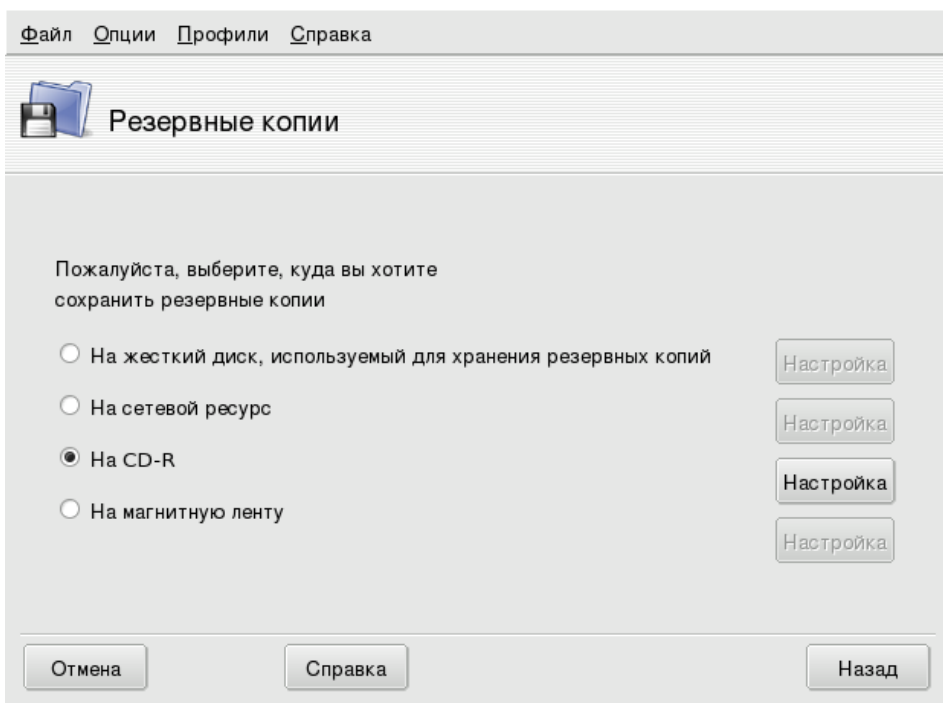 Файл Опции Профили Справка
Резервные копии
Пожалуйста, выберите, куда вы хотите
сохранить резервные копии
На жесткий диск, используемый для хранения резервных копий
Настройка
На сетевой ресурс
Настройка
На CD-R
Настройка
На магнитную ленту
Настройка
Отмена Справка Назад